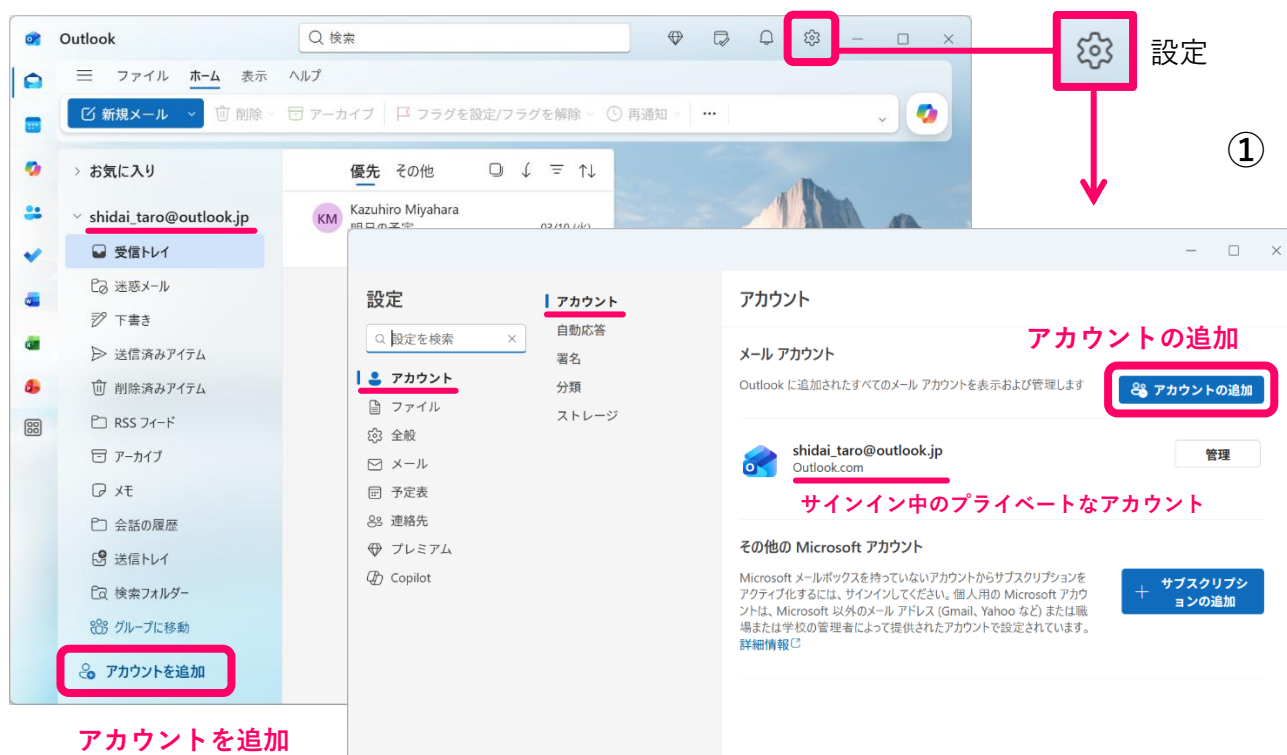 Outlook
検索
設定
ファイル ホーム 表示 ヘルプ
新規メール 削除 アーカイブ フラグを設定/フラグを解除 再通知 …
①
お気に入り
優先 その他
shidai_taro@outlook.jp
KM Kazuhiro Miyahara
明日の予定 03/10 (火)
受信トレイ
迷惑メール
下書き
送信済みアイテム
削除済みアイテム
RSS フィード
アーカイブ
メモ
会話の履歴
送信トレイ
検索フォルダー
グループに移動
アカウントを追加
アカウントを追加
設定
設定を検索
アカウント
ファイル
全般
メール
予定表
連絡先
プレミアム
Copilot
アカウント
自動応答
署名
分類
ストレージ
アカウント
アカウントの追加
メール アカウント
Outlook に追加されたすべてのメール アカウントを表示および管理します
アカウントの追加
shidai_taro@outlook.jp
Outlook.com
管理
サインイン中のプライベートなアカウント
その他の Microsoft アカウント
Microsoft メールボックスを持っていないアカウントからサブスクリプションを
アクティブ化するには、サインインしてください。個人用の Microsoft アカウ
ントは、Microsoft 以外のメール アドレス (Gmail、Yahoo など) または職
場または学校の管理者によって提供されたアカウントで設定されています。
詳細情報
サブスクリプシ
ョンの追加